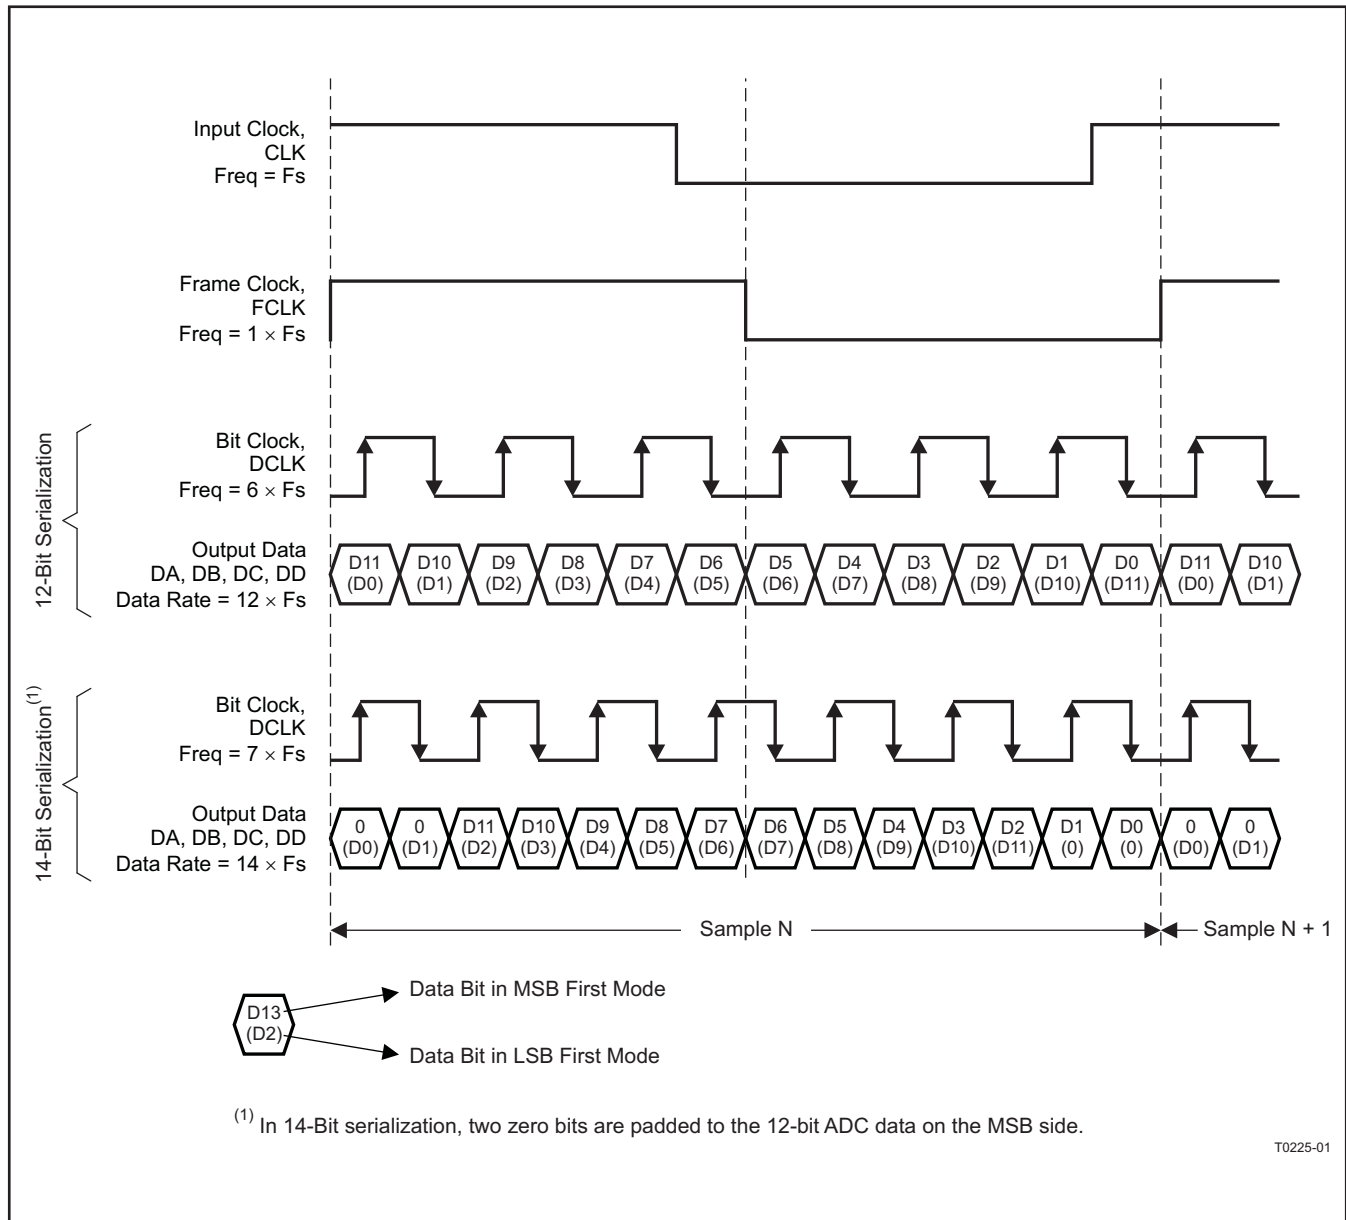 Input Clock,
CLK
Freq = Fs
Frame Clock,
FCLK
Freq = 1 × Fs
12-Bit Serialization
Bit Clock,
DCLK
Freq = 6 × Fs
Output Data
DA, DB, DC, DD
Data Rate = 12 × Fs
D11 D10 D9 D8 D7 D6 D5 D4 D3 D2 D1 D0 D11 D10
(D0) (D1) (D2) (D3) (D4) (D5) (D6) (D7) (D8) (D9) (D10) (D11) (D0) (D1)
14-Bit Serialization(1)
Bit Clock,
DCLK
Freq = 7 × Fs
Output Data
DA, DB, DC, DD
Data Rate = 14 × Fs
0 0 D11 D10 D9 D8 D7 D6 D5 D4 D3 D2 D1 D0 0 0
(D0) (D1) (D2) (D3) (D4) (D5) (D6) (D7) (D8) (D9) (D10) (D11) (0) (0) (D0) (D1)
Sample N Sample N + 1
D13
(D2)
Data Bit in MSB First Mode
Data Bit in LSB First Mode
(1) In 14-Bit serialization, two zero bits are padded to the 12-bit ADC data on the MSB side.
T0225-01